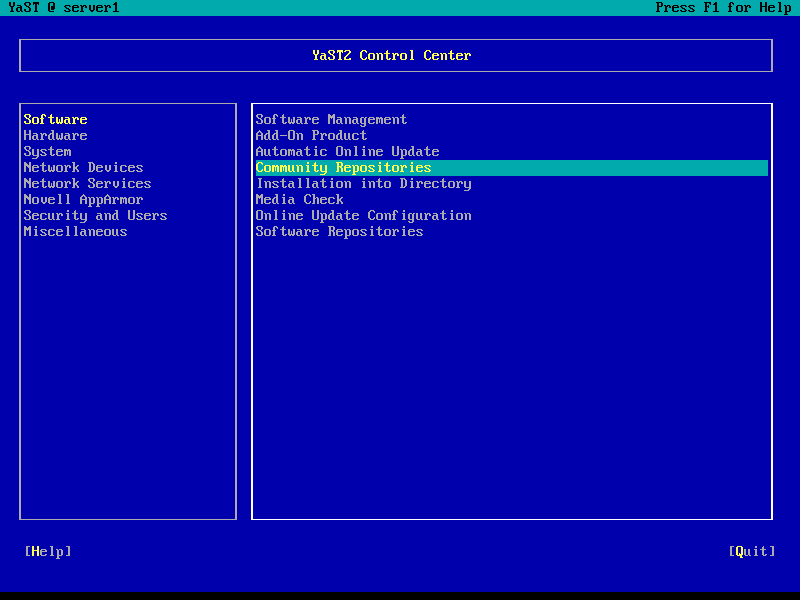 YaST @ server1 Press F1 for Help
YaST2 Control Center
Software
Hardware
System
Network Devices
Network Services
Novell AppArmor
Security and Users
Miscellaneous
Software Management
Add-On Product
Automatic Online Update
Community Repositories
Installation into Directory
Media Check
Online Update Configuration
Software Repositories
[Help] [Quit]